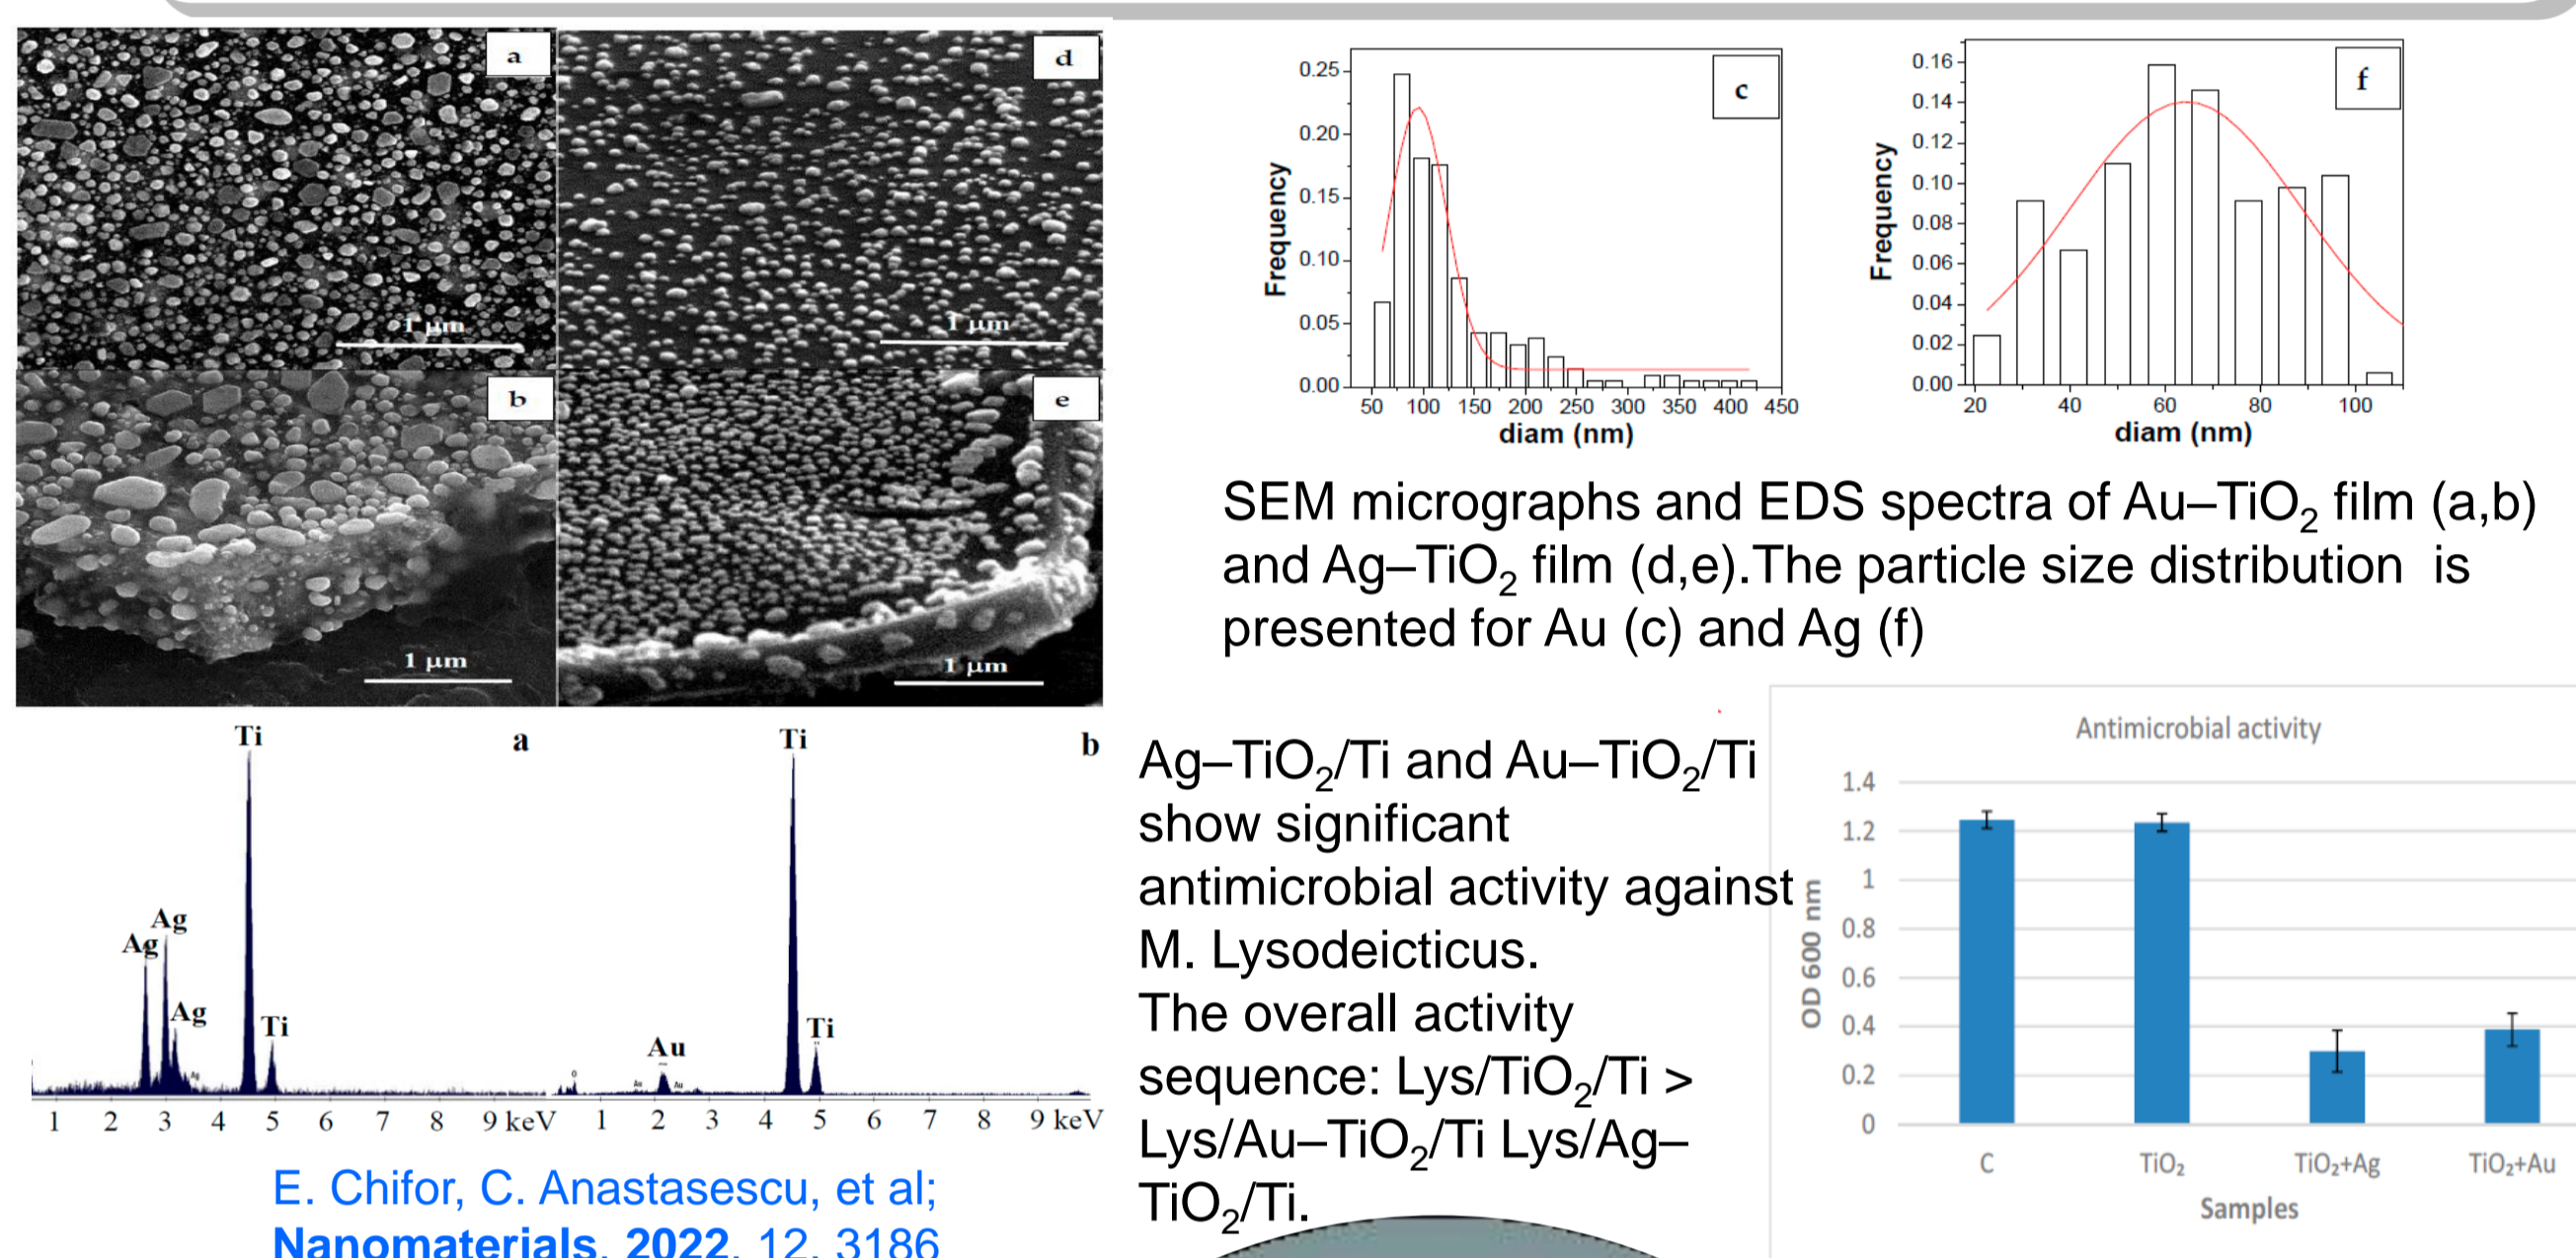 a
d
1 μm
1 μm
b
e
1 μm
1 μm
c
0.25
0.20
0.15
0.10
0.05
0.00
Frequency
50 100 150 200 250 300 350 400 450
diam (nm)
f
0.16
0.14
0.12
0.10
0.08
0.06
0.04
0.02
0.00
Frequency
20 40 60 80 100
diam (nm)
SEM micrographs and EDS spectra of Au–TiO₂ film (a,b)
and Ag–TiO₂ film (d,e).The particle size distribution is
presented for Au (c) and Ag (f)
a
Ti
Ag
Ag
Ag
Ti
Ag
1 2 3 4 5 6 7 8 9 keV
b
Ti
Ti
Au
O
Au
Au
1 2 3 4 5 6 7 8 9 keV
Ag–TiO₂/Ti and Au–TiO₂/Ti
show significant
antimicrobial activity against
M. Lysodeicticus.
The overall activity
sequence: Lys/TiO₂/Ti >
Lys/Au–TiO₂/Ti Lys/Ag–
TiO₂/Ti.
Antimicrobial activity
1.4
1.2
1
0.8
0.6
0.4
0.2
0
OD 600 nm
C TiO₂ TiO₂+Ag TiO₂+Au
Samples
E. Chifor, C. Anastasescu, et al;
Nanomaterials, 2022, 12, 3186